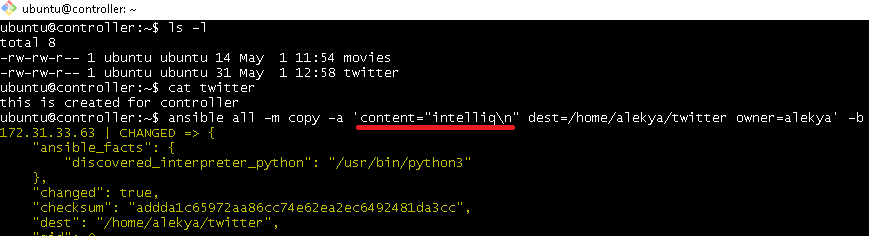 ubuntu@controller: ~
ubuntu@controller:~$ ls -l
total 8
-rw-rw-r-- 1 ubuntu ubuntu 14 May  1 11:54 movies
-rw-rw-r-- 1 ubuntu ubuntu 31 May  1 12:58 twitter
ubuntu@controller:~$ cat twitter
this is created for controller
ubuntu@controller:~$ ansible all -m copy -a 'content="intelliq\n" dest=/home/alekya/twitter owner=alekya' -b
172.31.33.63 | CHANGED => {
    "ansible_facts": {
        "discovered_interpreter_python": "/usr/bin/python3"
    },
    "changed": true,
    "checksum": "addda1c65972aa86cc74e62ea2ec6492481da3cc",
    "dest": "/home/alekya/twitter",